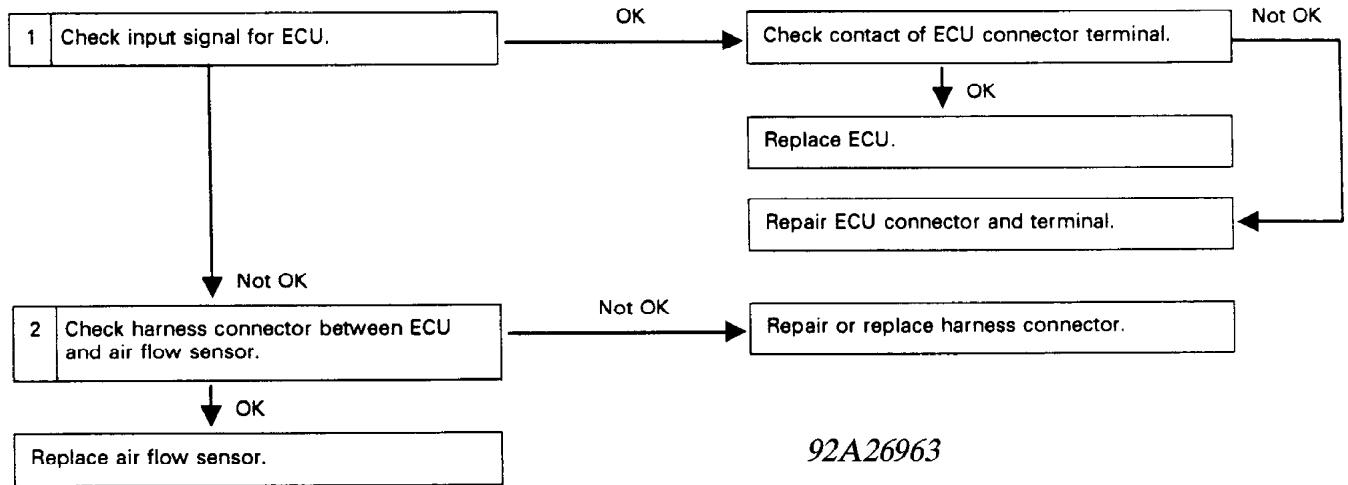 1 Check input signal for ECU.
OK
Check contact of ECU connector terminal.
Not OK
OK
Replace ECU.
Repair ECU connector and terminal.
Not OK
2 Check harness connector between ECU
and air flow sensor.
Not OK
Repair or replace harness connector.
OK
Replace air flow sensor.
92A26963